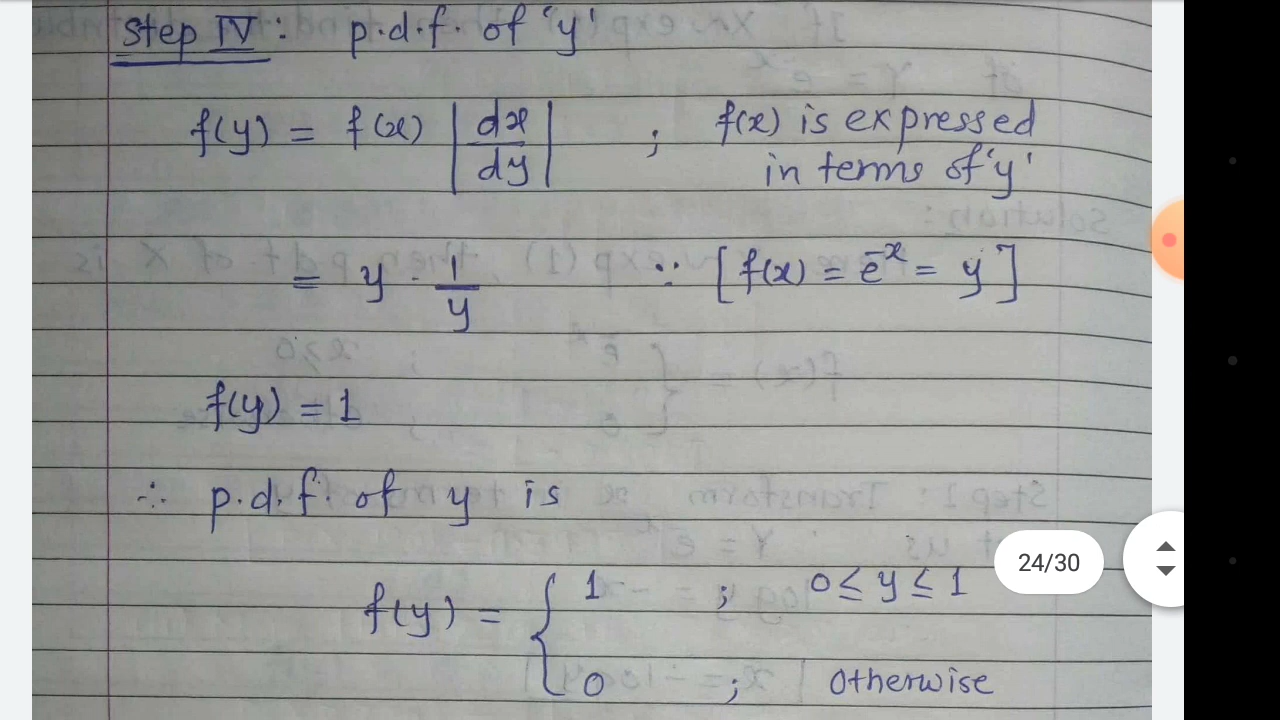 Step IV : p.d.f. of 'y'
f(y) = f(x) |dx/dy| ; f(x) is expressed
in terms of 'y'
= y · 1/y ∵ [f(x) = e^-x = y]
f(y) = 1
∴ p.d.f. of y is
24/30
f(y) = { 1 ; 0 ≤ y ≤ 1
0 ; otherwise